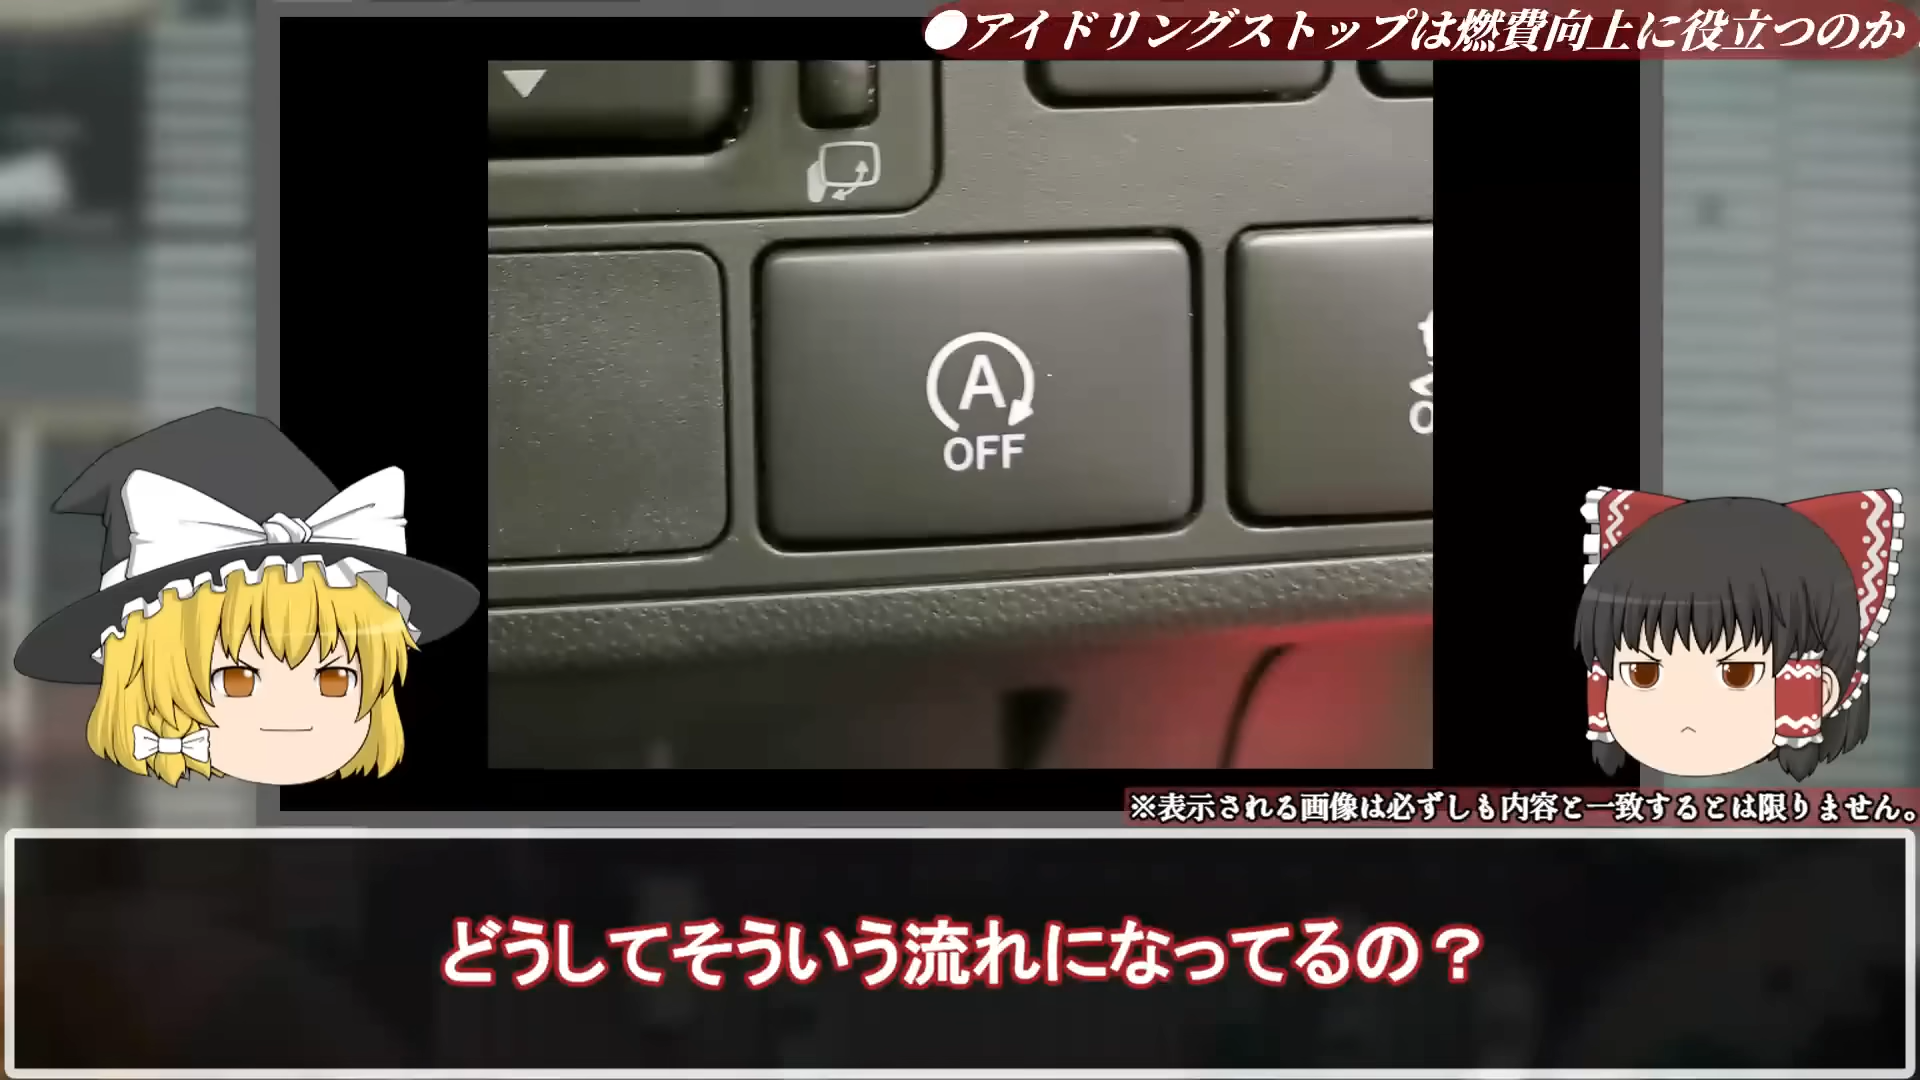 ●アイドリングストップは燃費向上に役立つのか
A
OFF
※表示される画像は必ずしも内容と一致するとは限りません。
どうしてそういう流れになってるの？